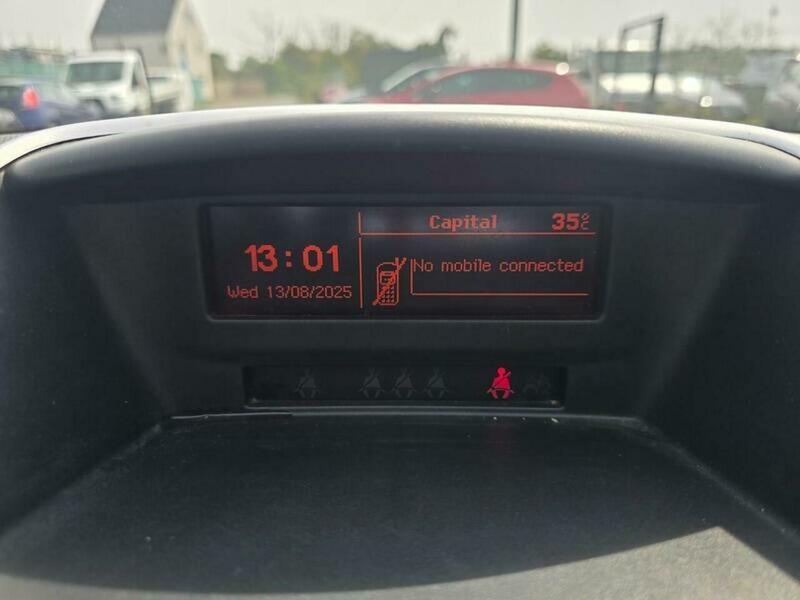 Capital 35°C
13:01
No mobile connected
Wed 13/08/2025